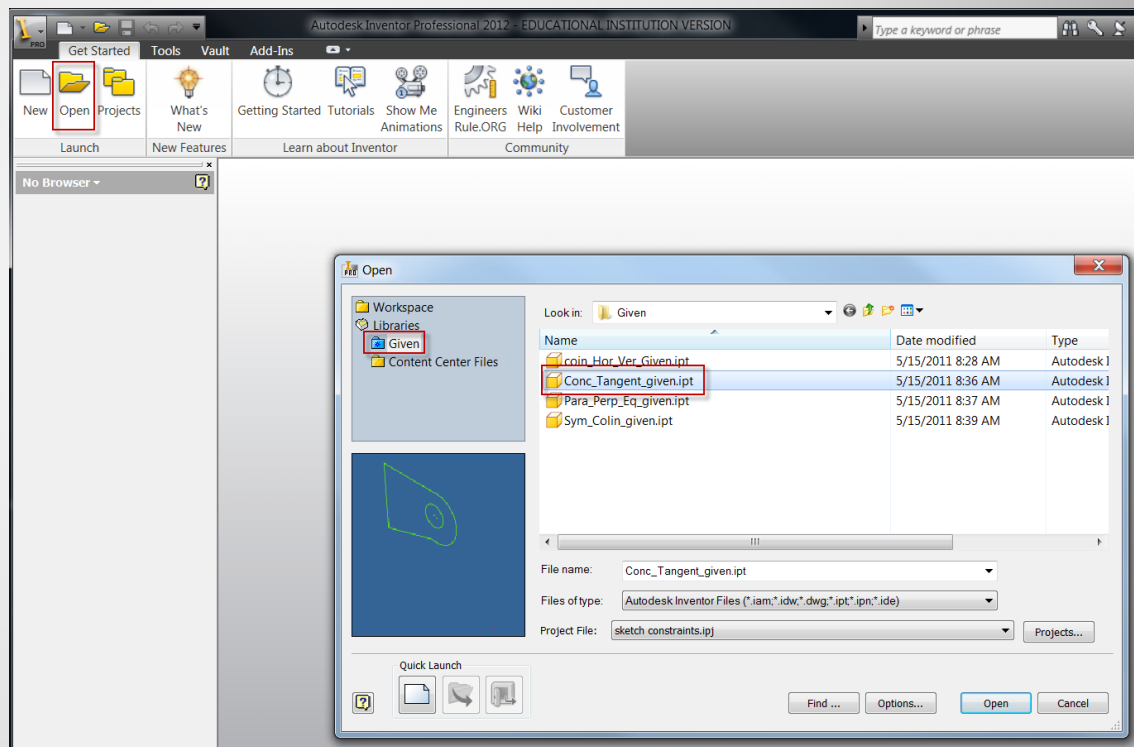 Autodesk Inventor Professional 2012 - EDUCATIONAL INSTITUTION VERSION
Type a keyword or phrase
PRO
Get Started Tools Vault Add-Ins
New Open Projects What's New Getting Started Tutorials Show Me Animations Engineers Rule.ORG Wiki Help Customer Involvement
Launch New Features Learn about Inventor Community
No Browser
Open
Workspace
Libraries
Given
Content Center Files
Look in: Given
Name Date modified Type
coin_Hor_Ver_Given.ipt 5/15/2011 8:28 AM Autodesk I
Conc_Tangent_given.ipt 5/15/2011 8:36 AM Autodesk I
Para_Perp_Eq_given.ipt 5/15/2011 8:37 AM Autodesk I
Sym_Colin_given.ipt 5/15/2011 8:39 AM Autodesk I
File name: Conc_Tangent_given.ipt
Files of type: Autodesk Inventor Files (*.iam;*.idw;*.dwg;*.ipt;*.ipn;*.ide)
Project File: sketch constraints.ipj Projects...
Quick Launch
Find ... Options... Open Cancel